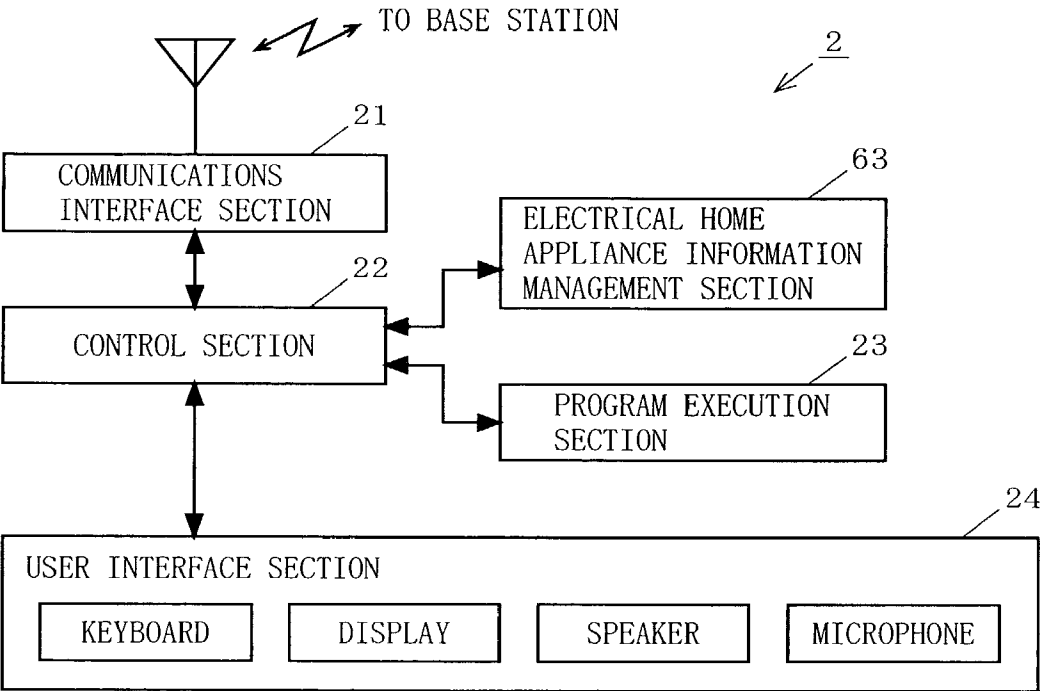 TO BASE STATION
2
21
COMMUNICATIONS
INTERFACE SECTION
63
ELECTRICAL HOME
APPLIANCE INFORMATION
MANAGEMENT SECTION
22
CONTROL SECTION
23
PROGRAM EXECUTION
SECTION
24
USER INTERFACE SECTION
KEYBOARD
DISPLAY
SPEAKER
MICROPHONE